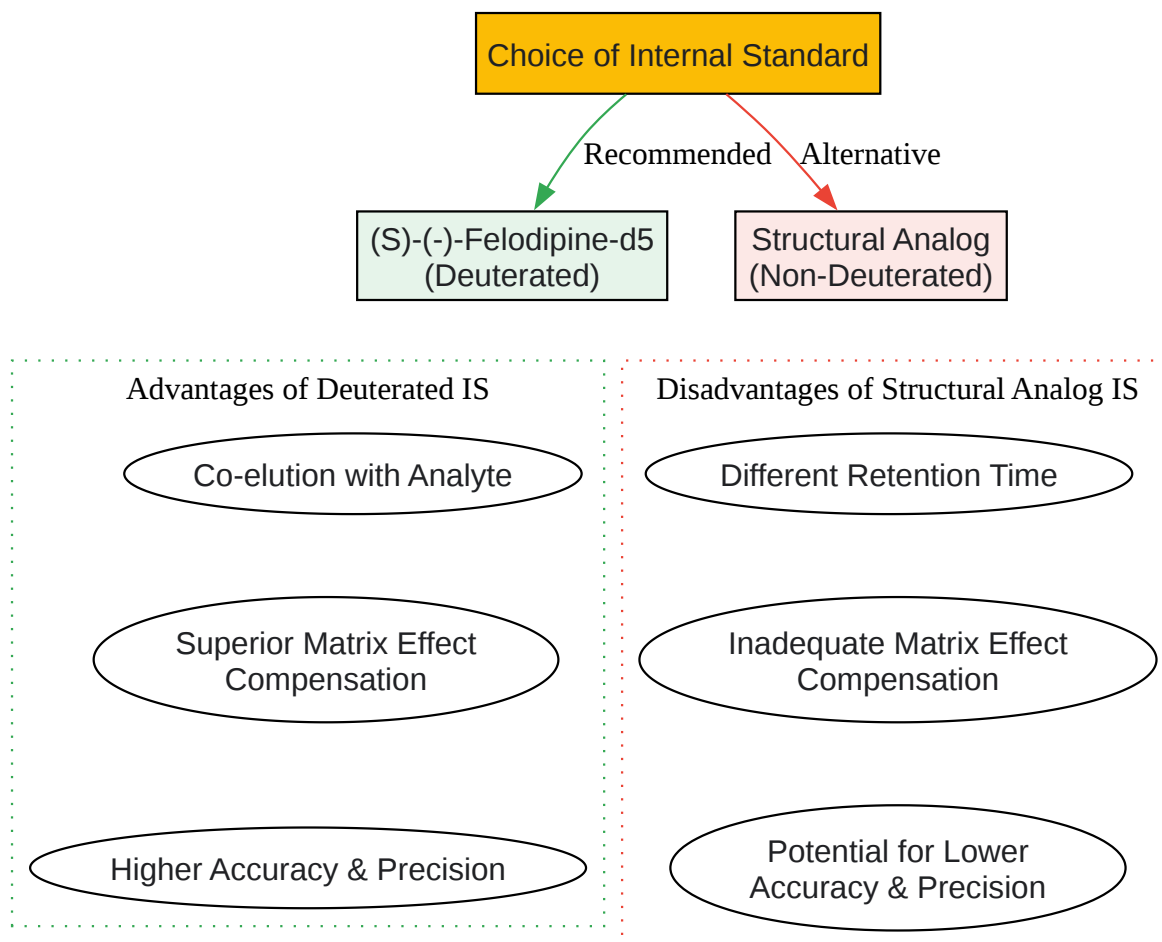 Choice of Internal Standard
Recommended
Alternative
(S)-(-)-Felodipine-d5
(Deuterated)
Structural Analog
(Non-Deuterated)
Advantages of Deuterated IS
Co-elution with Analyte
Superior Matrix Effect
Compensation
Higher Accuracy & Precision
Disadvantages of Structural Analog IS
Different Retention Time
Inadequate Matrix Effect
Compensation
Potential for Lower
Accuracy & Precision